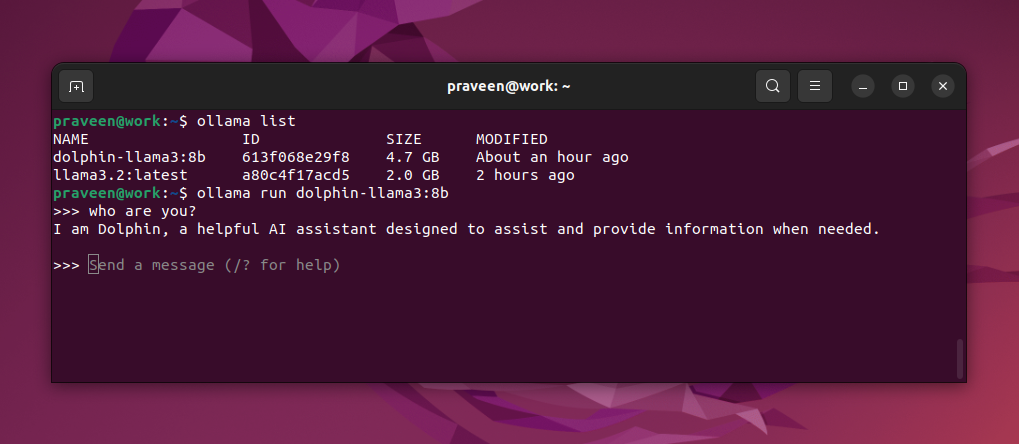 praveen@work: ~
praveen@work:~$ ollama list
NAME ID SIZE MODIFIED
dolphin-llama3:8b 613f068e29f8 4.7 GB About an hour ago
llama3.2:latest a80c4f17acd5 2.0 GB 2 hours ago
praveen@work:~$ ollama run dolphin-llama3:8b
>>> who are you?
I am Dolphin, a helpful AI assistant designed to assist and provide information when needed.
>>> Send a message (/? for help)